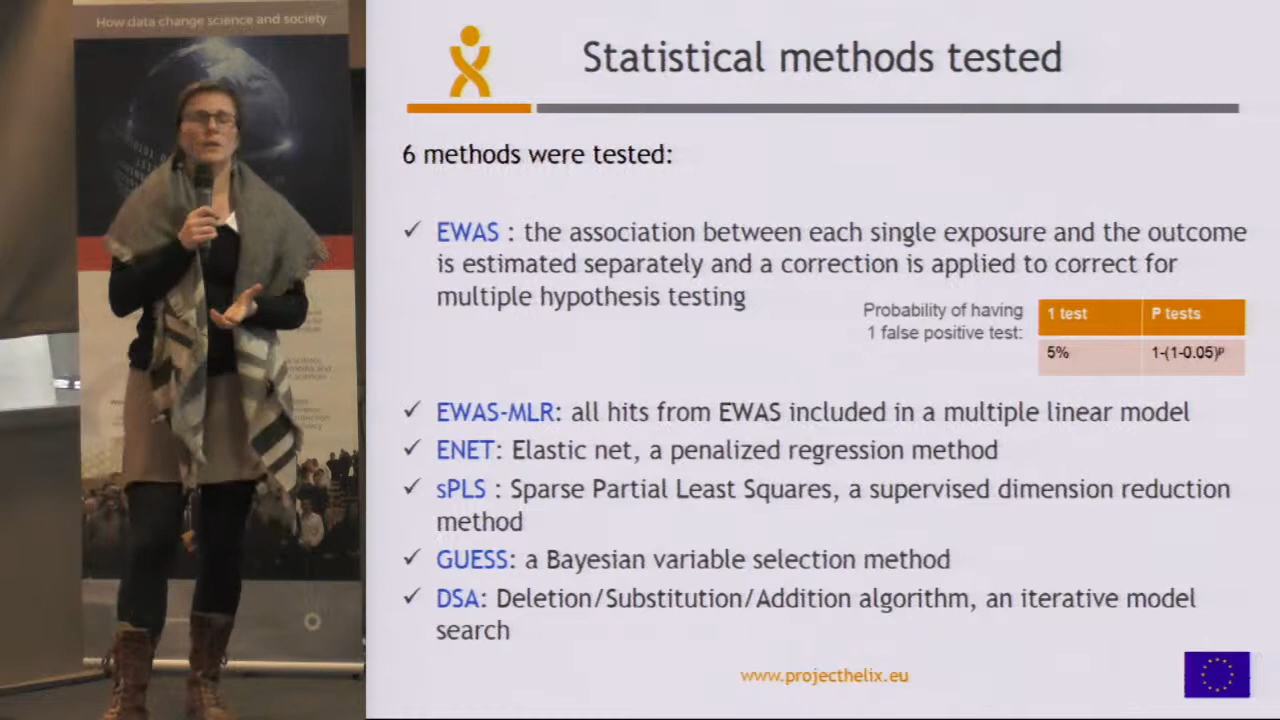 How data change science and society
Statistical methods tested
6 methods were tested:
✓ EWAS : the association between each single exposure and the outcome
is estimated separately and a correction is applied to correct for
multiple hypothesis testing
Probability of having
1 false positive test:
1 test P tests
5% 1-(1-0.05)ᵖ
✓ EWAS-MLR: all hits from EWAS included in a multiple linear model
✓ ENET: Elastic net, a penalized regression method
✓ sPLS : Sparse Partial Least Squares, a supervised dimension reduction
method
✓ GUESS: a Bayesian variable selection method
✓ DSA: Deletion/Substitution/Addition algorithm, an iterative model
search
www.projecthelix.eu